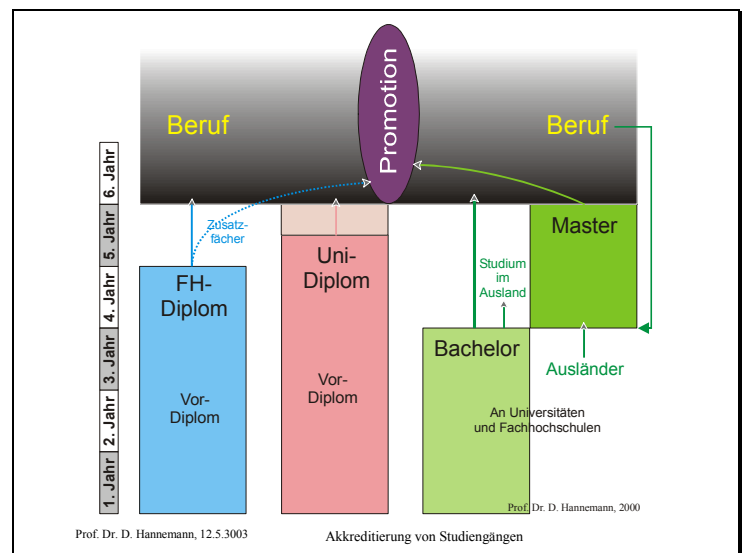 Promotion
Beruf
Beruf
6. Jahr
5. Jahr
4. Jahr
3. Jahr
2. Jahr
1. Jahr
Zusatz-
fächer
FH-
Diplom
Vor-
Diplom
Uni-
Diplom
Vor-
Diplom
Studium
im
Ausland
Bachelor
Master
Ausländer
An Universitäten
und Fachhochschulen
Prof. Dr. D. Hannemann, 2000
Prof. Dr. D. Hannemann, 12.5.3003
Akkreditierung von Studiengängen